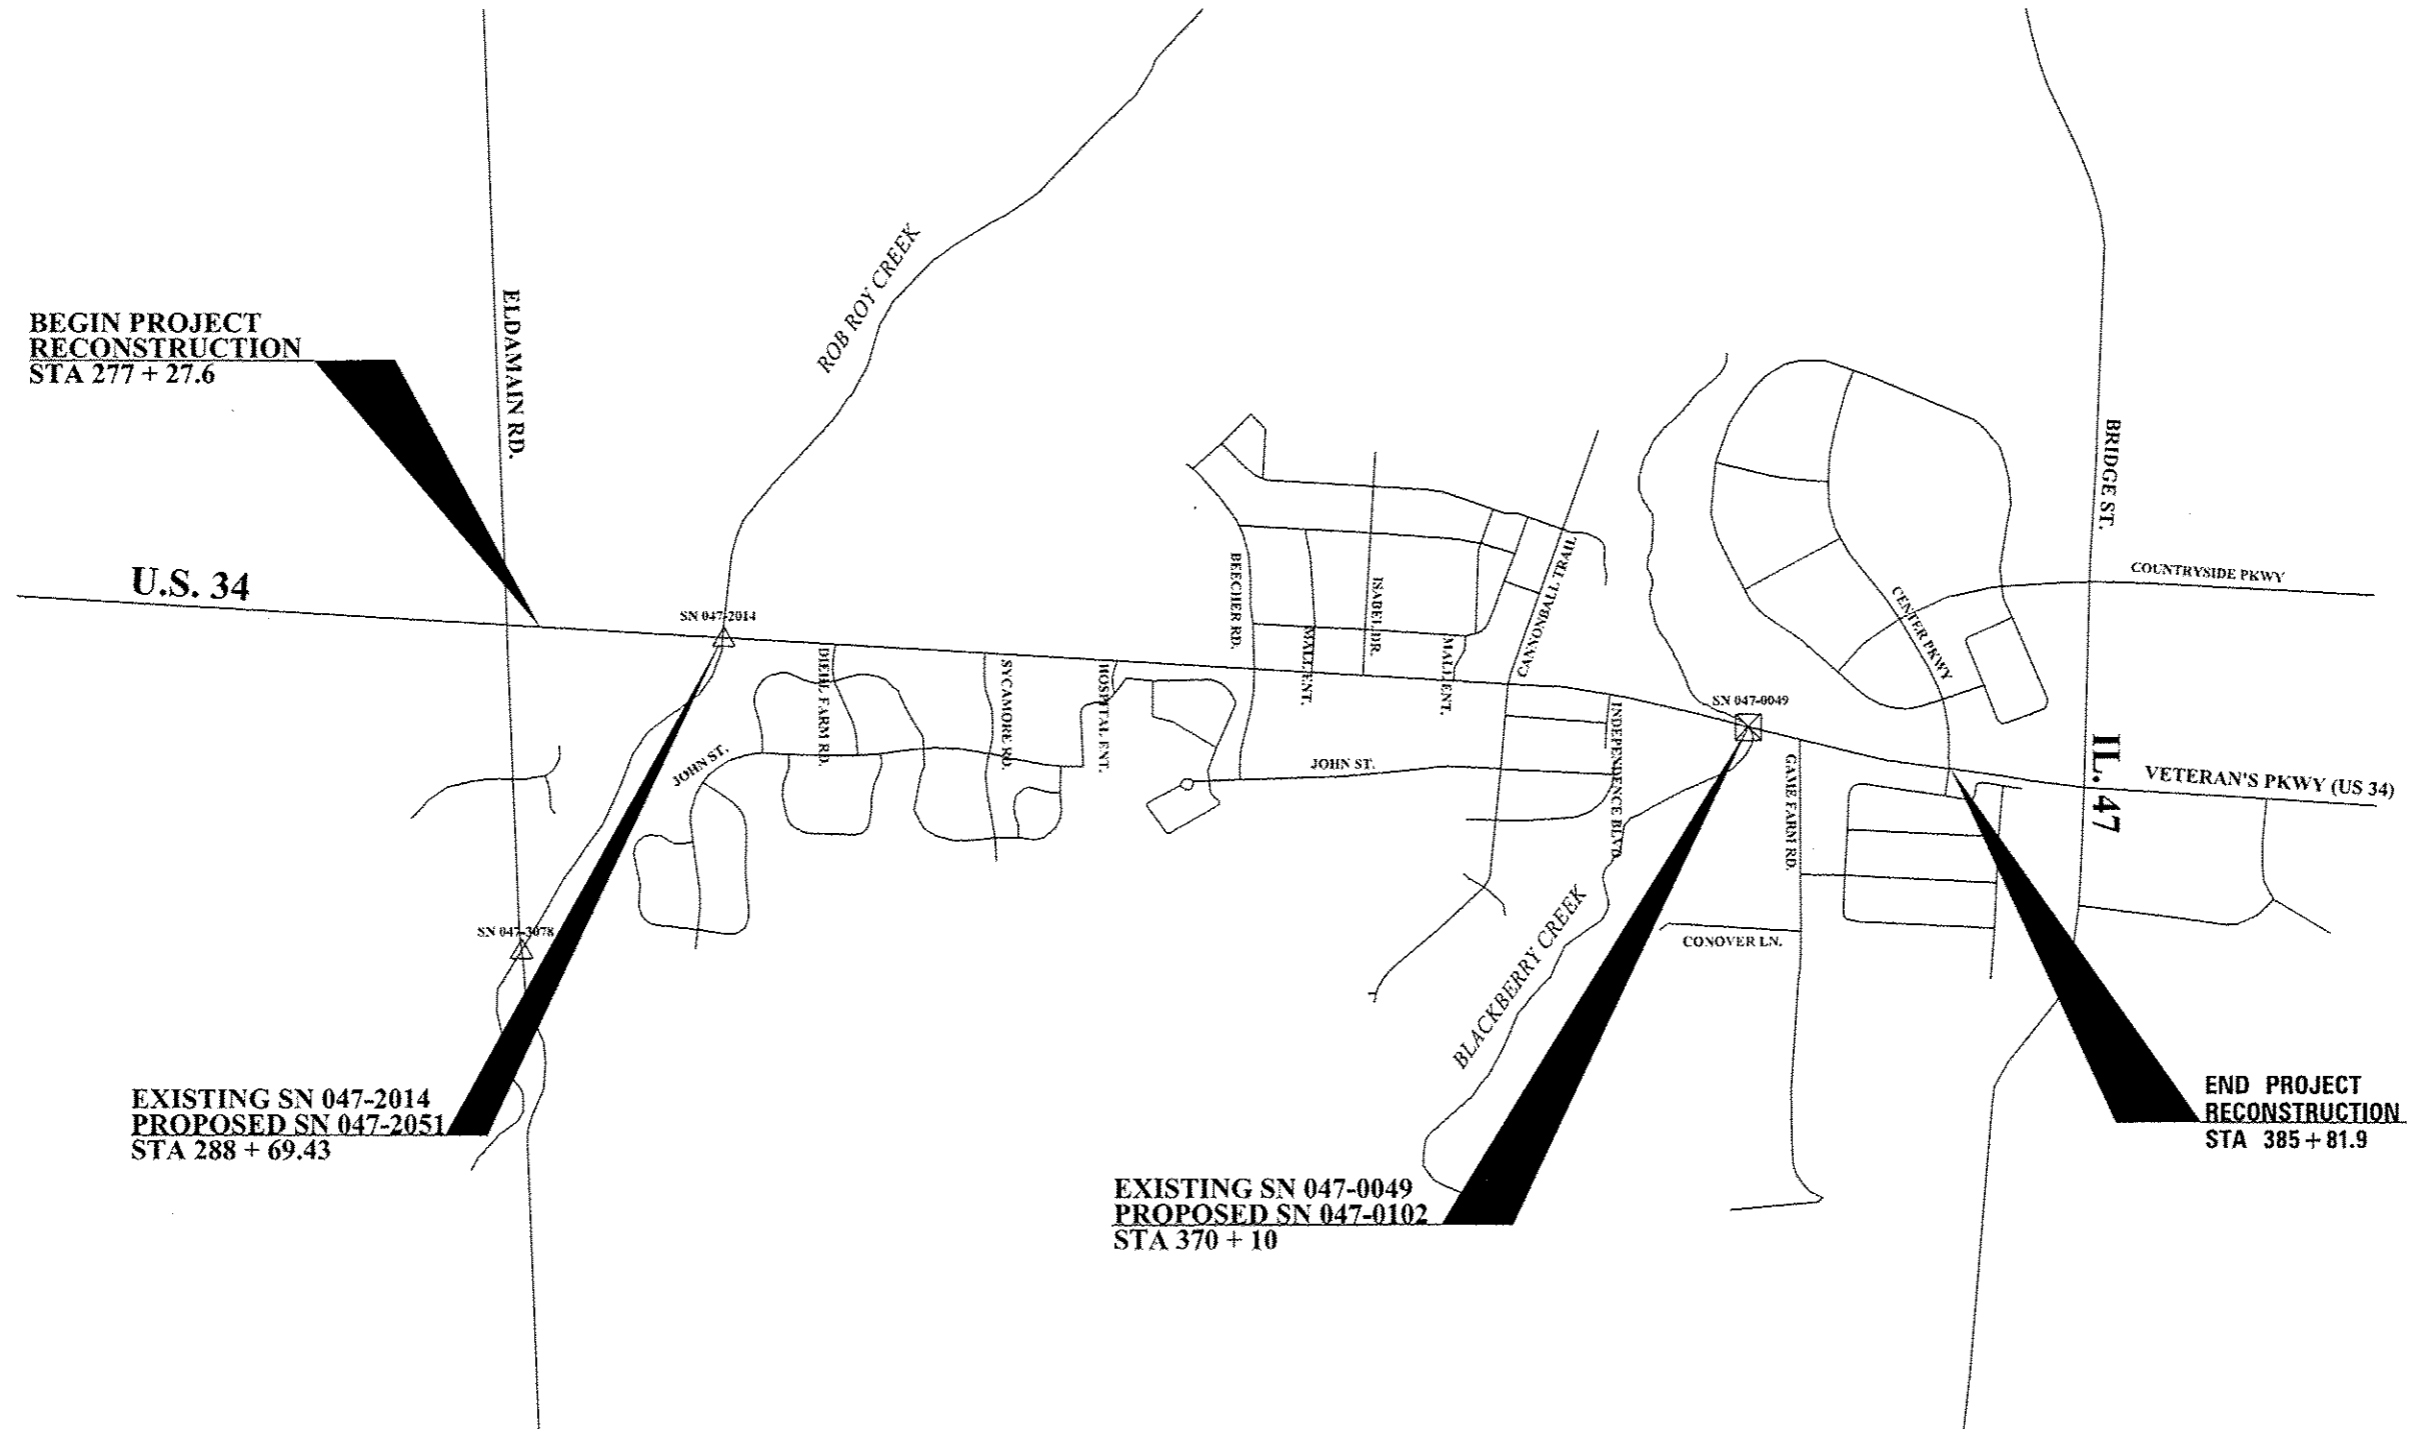 BEGIN PROJECT
RECONSTRUCTION
STA 277 + 27.6
ELDAMAIN RD.
ROB ROY CREEK
U.S. 34
SN 047-2014
DIEHL FARM RD.
SYCAMORE RD.
HOSPITAL ENT.
BEECHER RD.
MALL ENT.
ISABEL DR.
MALL ENT.
CANNONBALL TRAIL
INDEPENDENCE BLVD.
SN 047-0049
GAME FARM RD.
CENTER PKWY
BRIDGE ST.
COUNTRYSIDE PKWY
IL. 47
VETERAN'S PKWY (US 34)
JOHN ST.
JOHN ST.
SN 047-3078
CONOVER LN.
BLACKBERRY CREEK
EXISTING SN 047-2014
PROPOSED SN 047-2051
STA 288 + 69.43
EXISTING SN 047-0049
PROPOSED SN 047-0102
STA 370 + 10
END PROJECT
RECONSTRUCTION
STA 385 + 81.9